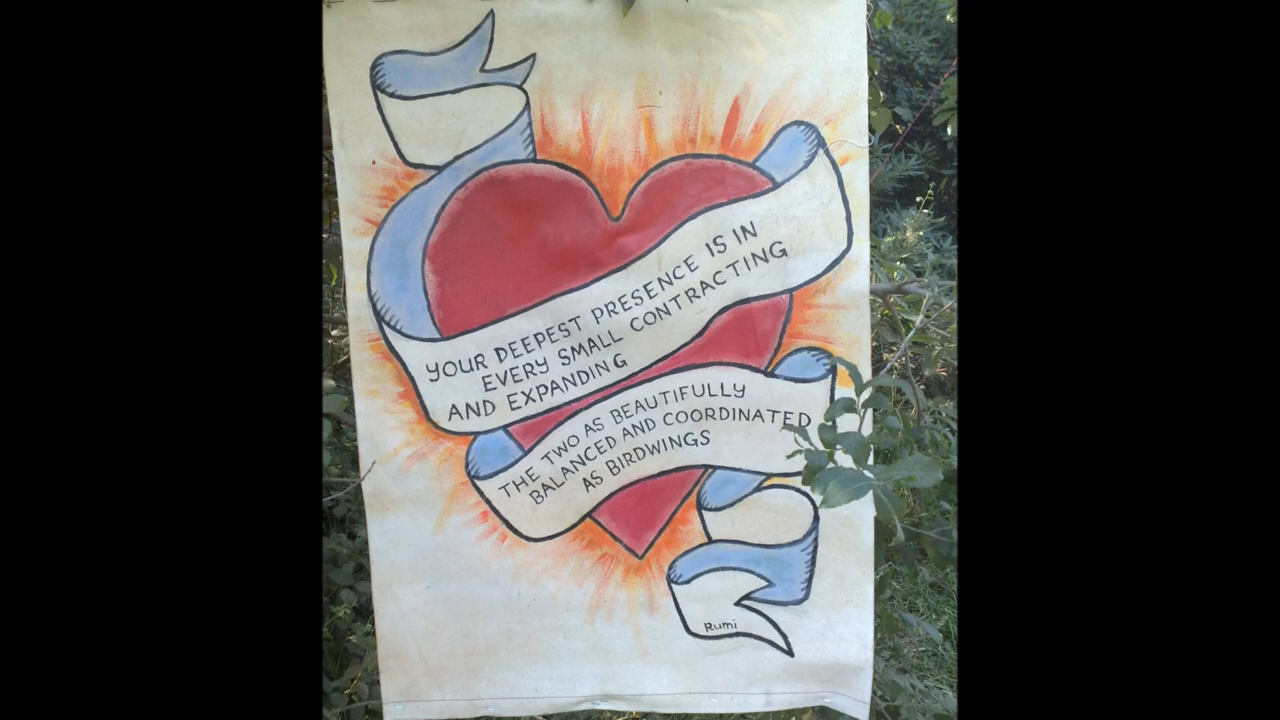 YOUR DEEPEST PRESENCE IS IN
EVERY SMALL CONTRACTING
AND EXPANDING
THE TWO AS BEAUTIFULLY
BALANCED AND COORDINATED
AS BIRDWINGS
Rumi